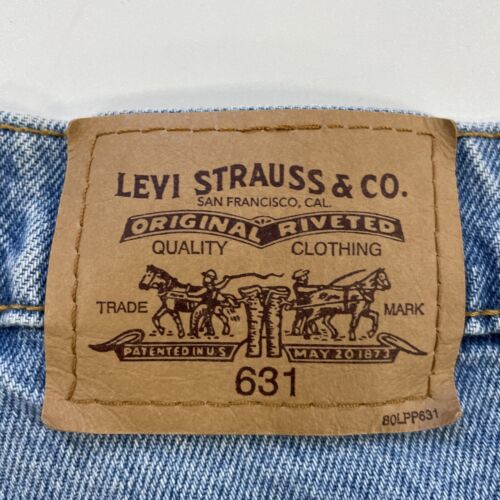 LEVI STRAUSS & CO.
SAN FRANCISCO, CAL.
ORIGINAL RIVETED
QUALITY CLOTHING
TRADE MARK
PATENTED IN U.S. MAY 20 1873
631
80LPP631